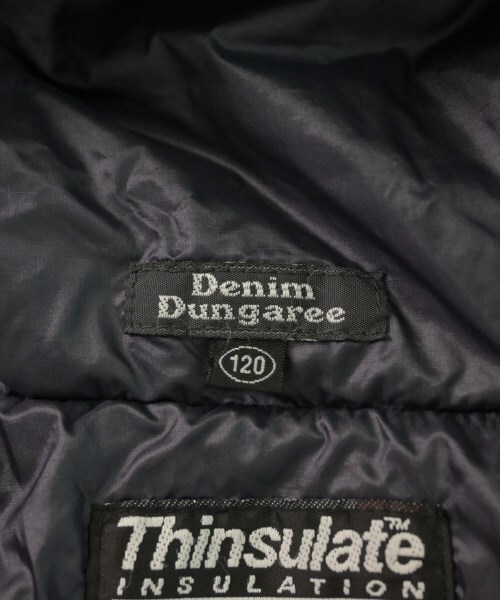 Denim
Dungaree
120
Thinsulate™
INSULATION